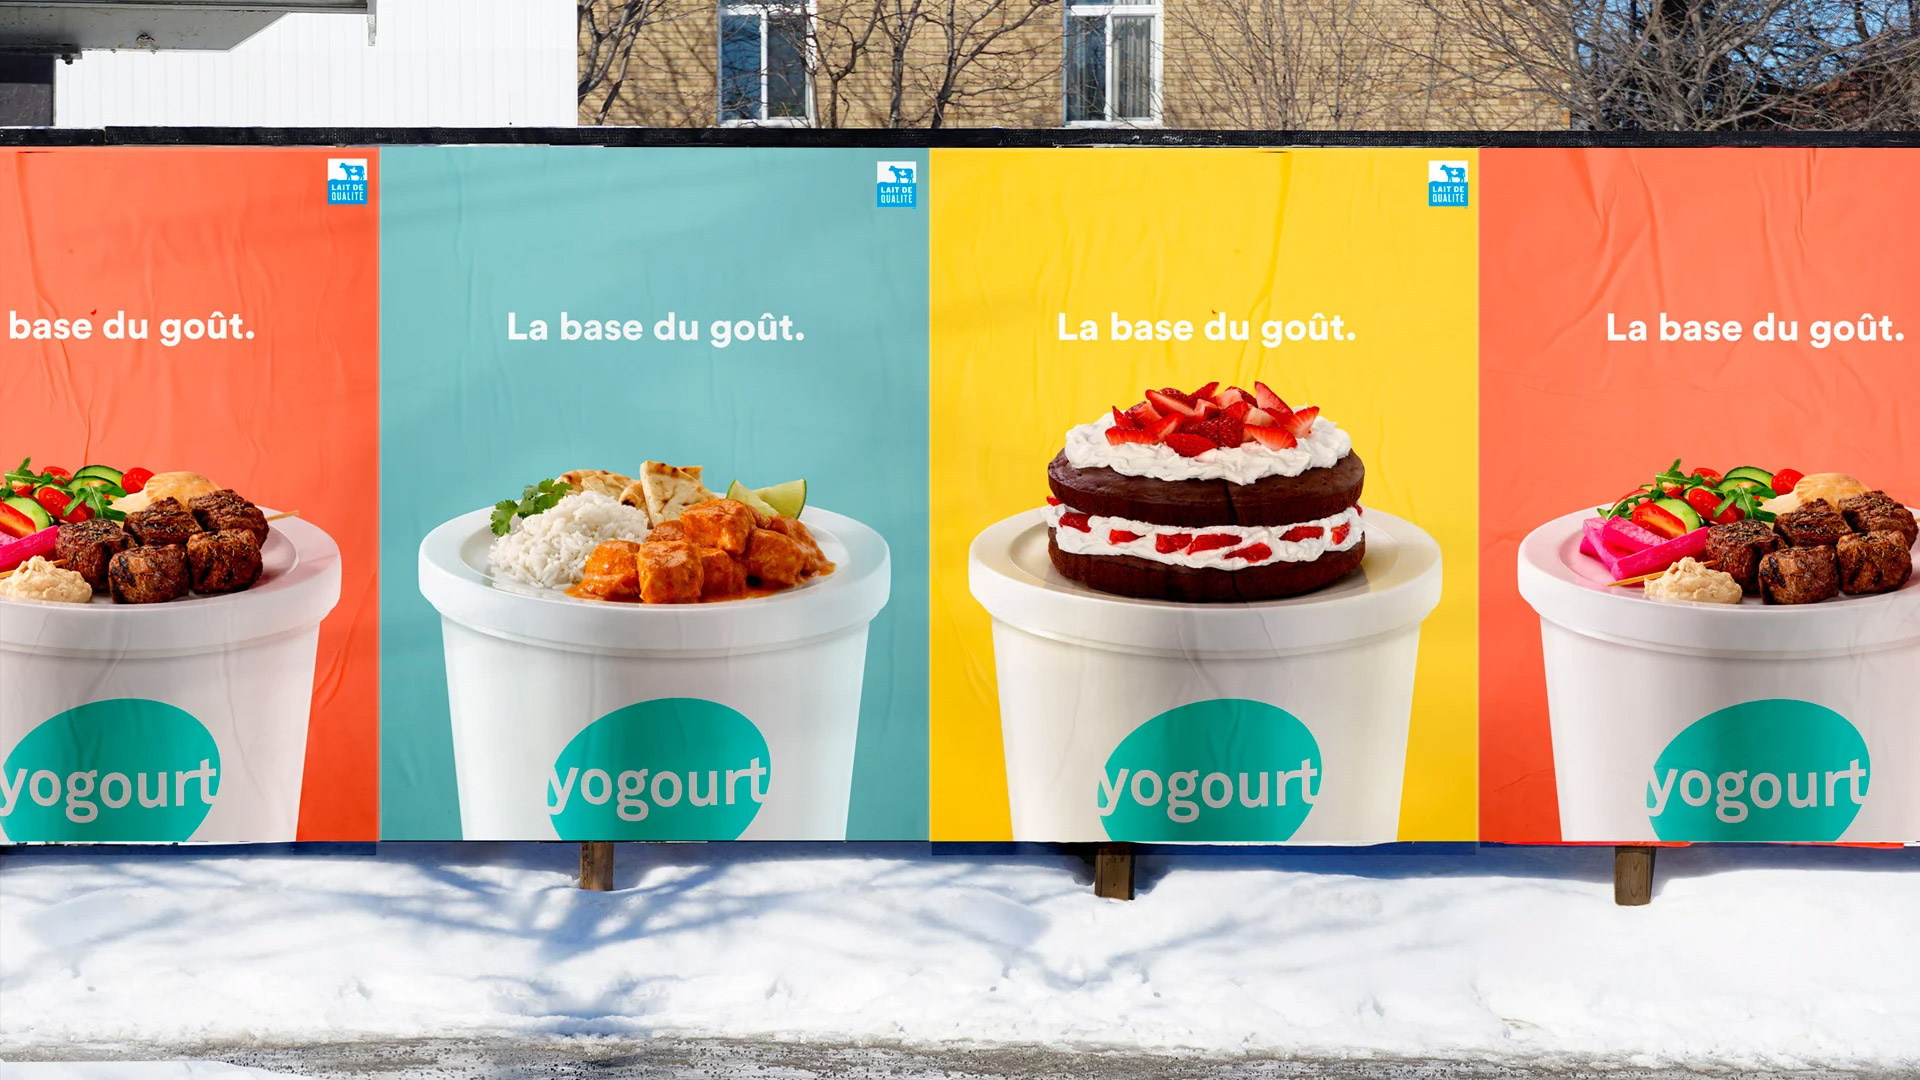 LAIT DE
QUALITÉ
base du goût.
yogourt
LAIT DE
QUALITÉ
La base du goût.
yogourt
LAIT DE
QUALITÉ
La base du goût.
yogourt
La base du goût.
yogourt